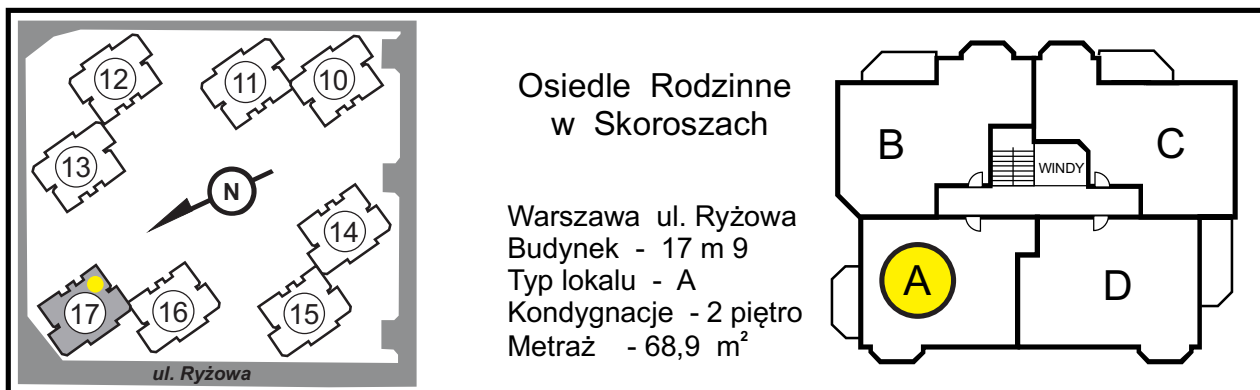 12
11
10
13
N
14
17
16
15
ul. Ryżowa
Osiedle Rodzinne
w Skoroszach
Warszawa ul. Ryżowa
Budynek - 17 m 9
Typ lokalu - A
Kondygnacje - 2 piętro
Metraż - 68,9 m²
B
C
WINDY
A
D